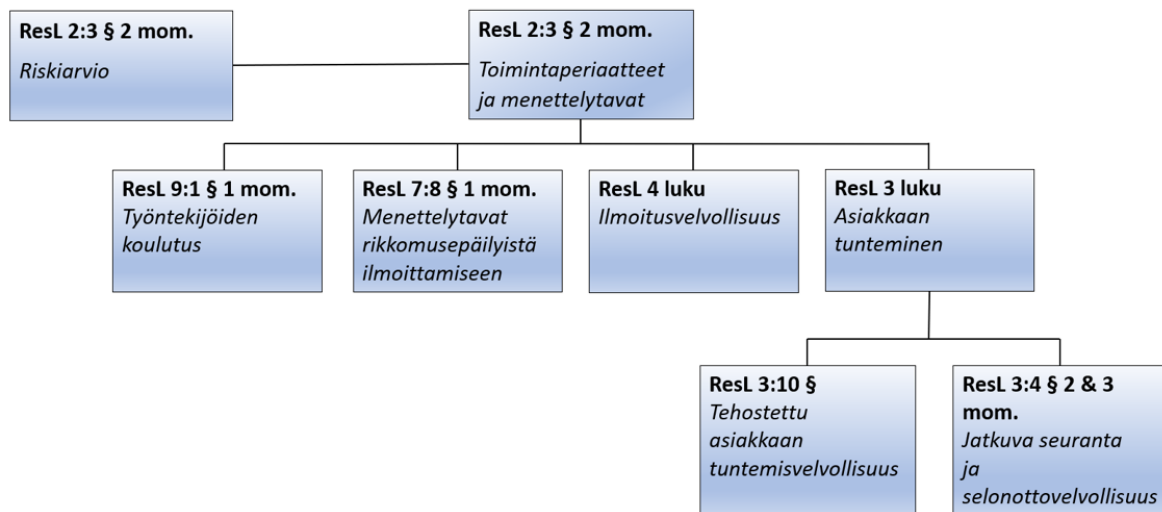 ResL 2:3 § 2 mom.
Riskiarvio
ResL 2:3 § 2 mom.
Toimintaperiaatteet
ja menettelytavat
ResL 9:1 § 1 mom.
Työntekijöiden
koulutus
ResL 7:8 § 1 mom.
Menettelytavat
rikkomusepäilyistä
ilmoittamiseen
ResL 4 luku
Ilmoitusvelvollisuus
ResL 3 luku
Asiakkaan
tunteminen
ResL 3:10 §
Tehostettu
asiakkaan
tuntemisvelvollisuus
ResL 3:4 § 2 & 3
mom.
Jatkuva seuranta
ja
selonottovelvollisuus